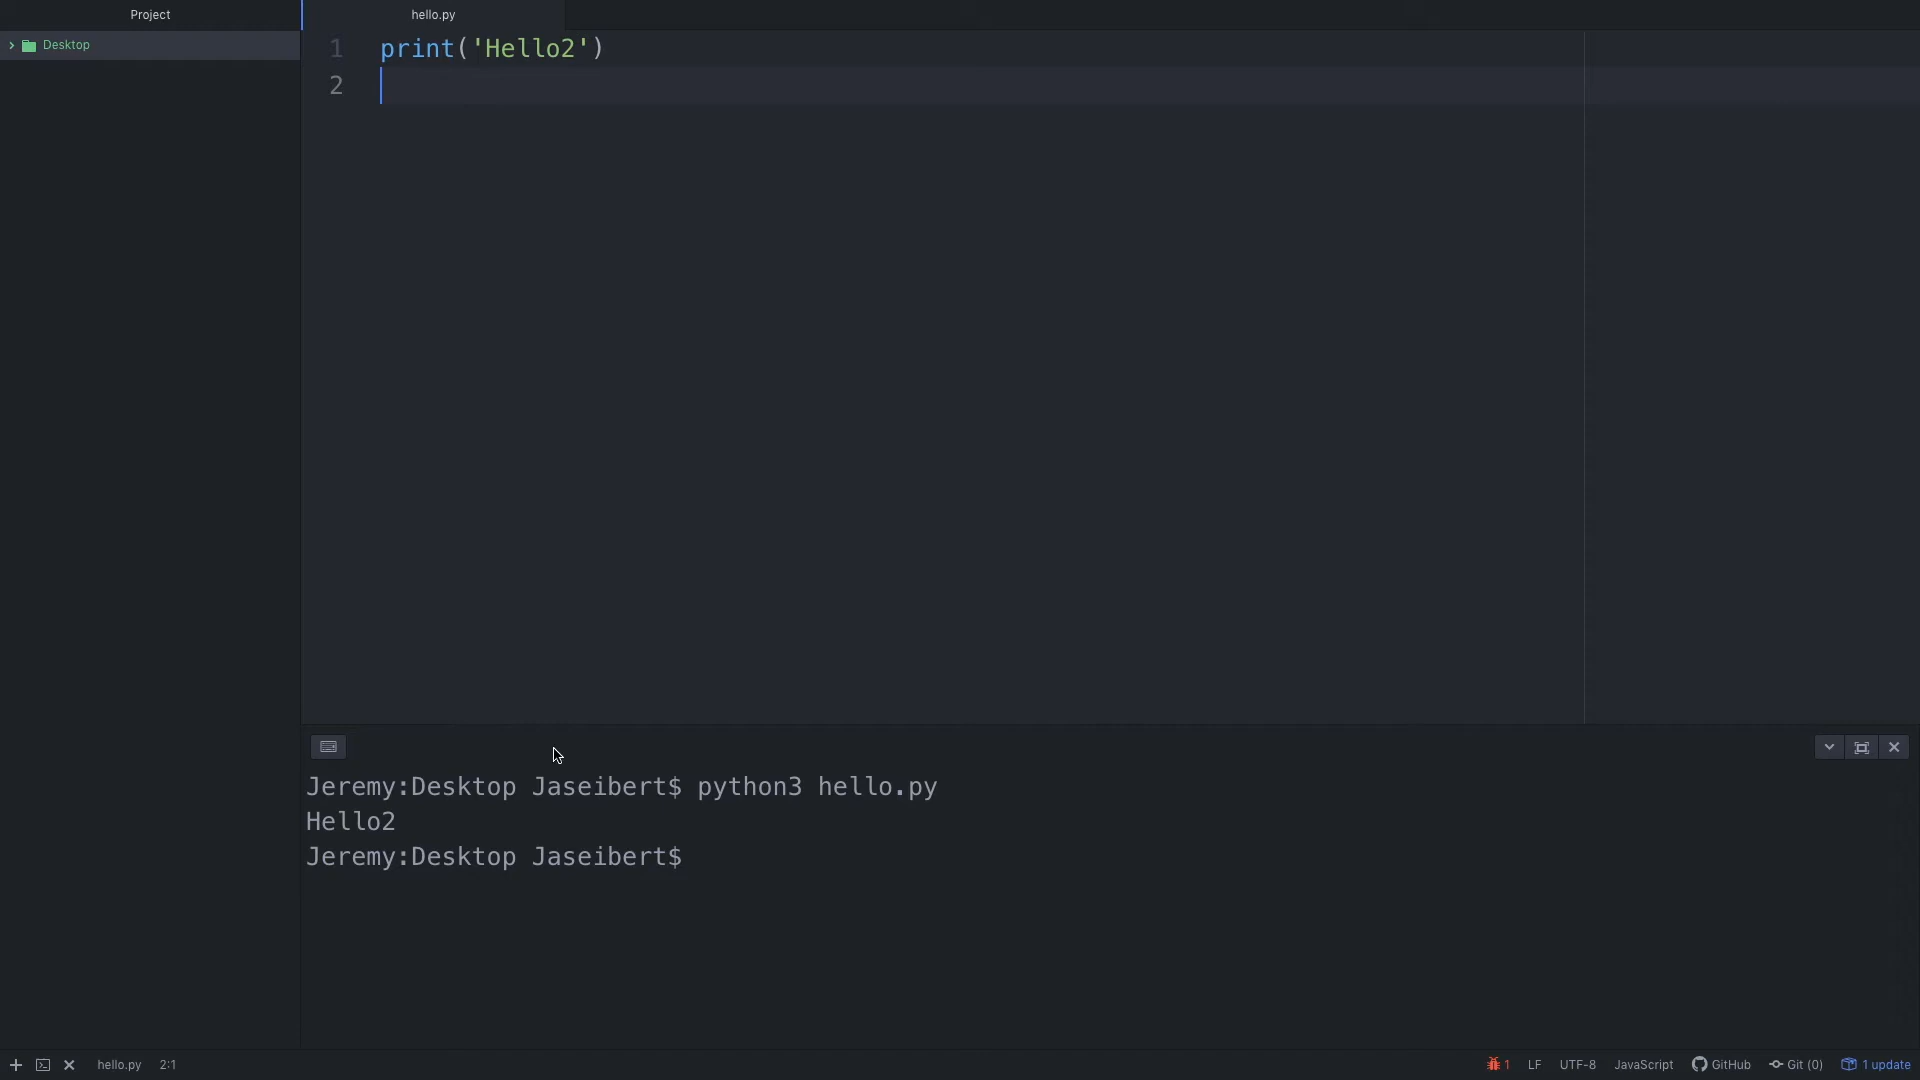 Project
hello.py
Desktop
1 print('Hello2')
2
Jeremy:Desktop Jaseibert$ python3 hello.py
Hello2
Jeremy:Desktop Jaseibert$
hello.py 2:1 1 LF UTF-8 JavaScript GitHub Git (0) 1 update